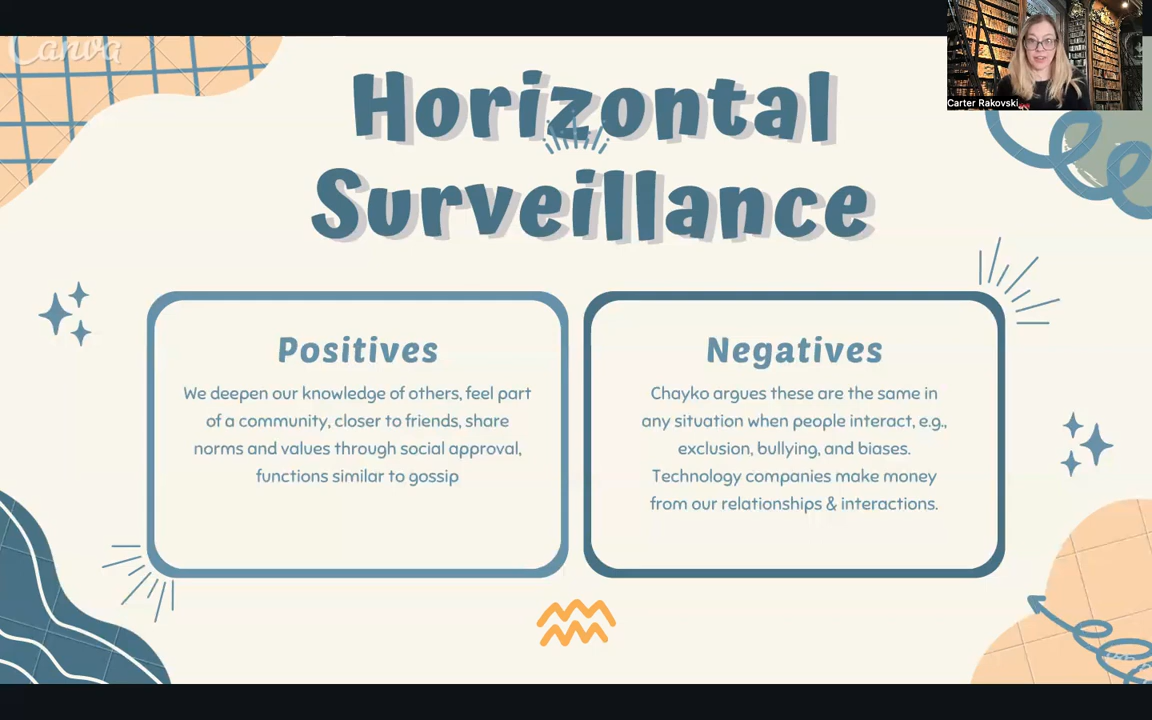 Canva
Carter Rakovski
Horizontal
Surveillance
Positives
We deepen our knowledge of others, feel part
of a community, closer to friends, share
norms and values through social approval,
functions similar to gossip
Negatives
Chayko argues these are the same in
any situation when people interact, e.g.,
exclusion, bullying, and biases.
Technology companies make money
from our relationships & interactions.